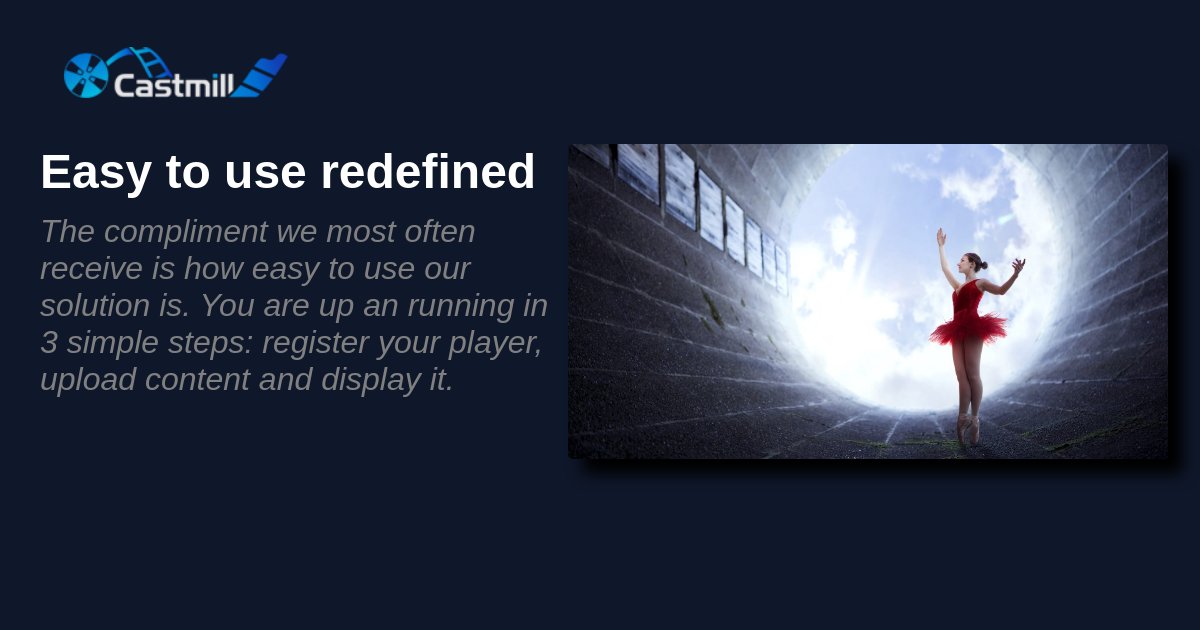 Castmill
Easy to use redefined
The compliment we most often
receive is how easy to use our
solution is. You are up an running in
3 simple steps: register your player,
upload content and display it.